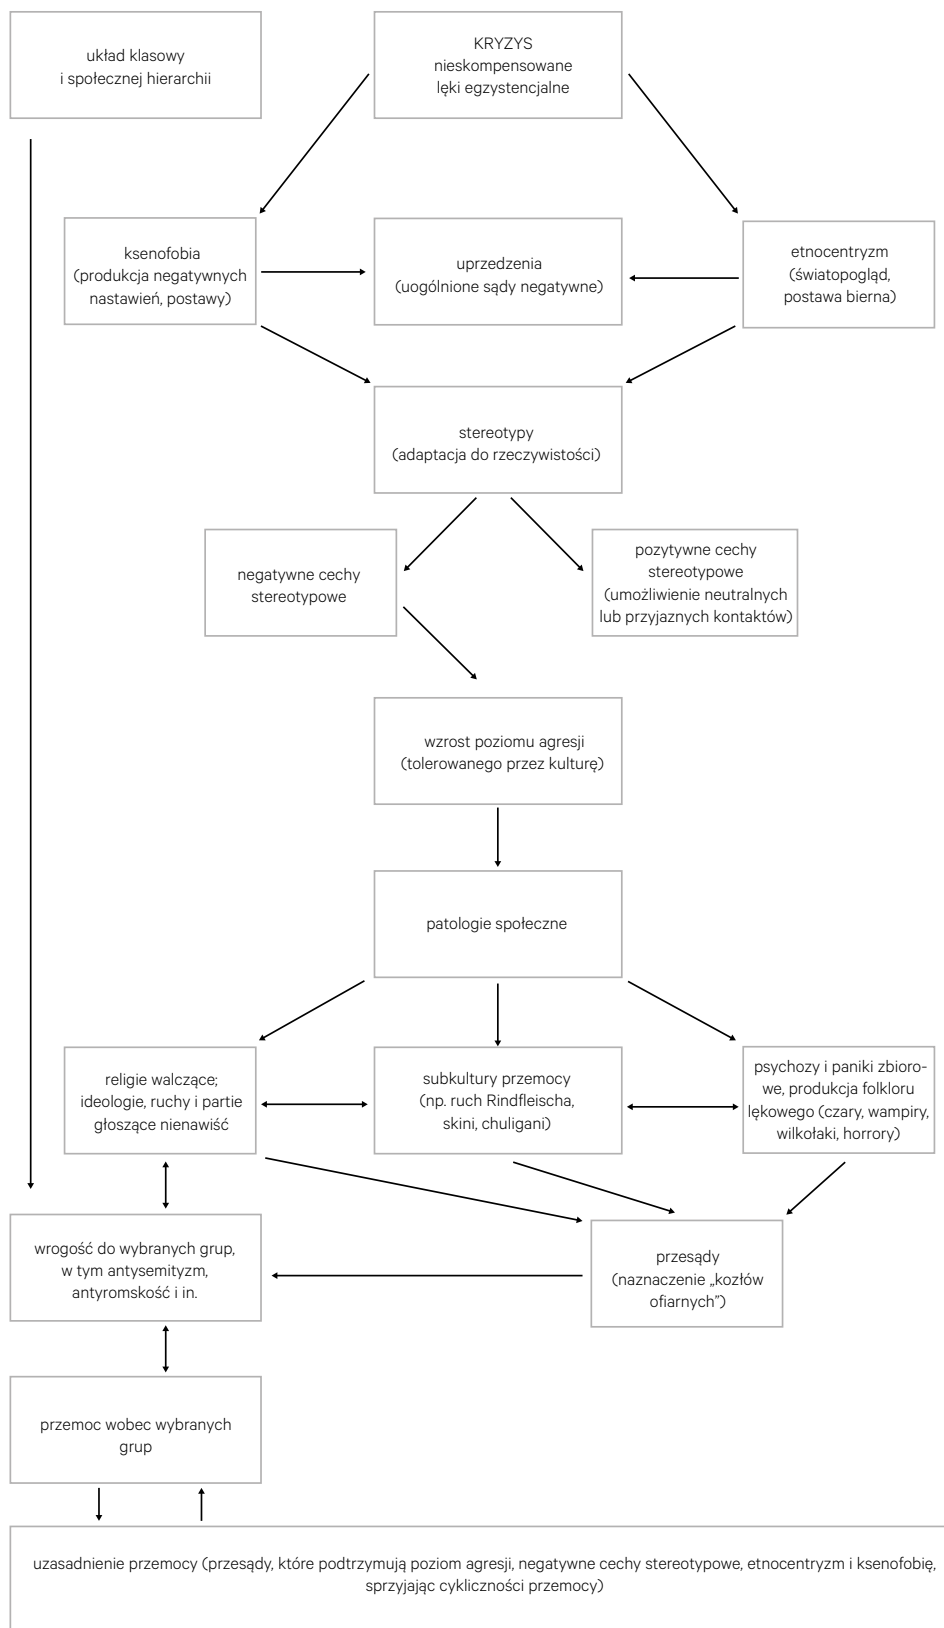 układ klasowy
i społecznej hierarchii
KRYZYS
nieskompensowane
lęki egzystencjalne
ksenofobia
(produkcja negatywnych
nastawień, postawy)
uprzedzenia
(uogólnione sądy negatywne)
etnocentryzm
(światopogląd,
postawa bierna)
stereotypy
(adaptacja do rzeczywistości)
negatywne cechy
stereotypowe
pozytywne cechy
stereotypowe
(umożliwienie neutralnych
lub przyjaznych kontaktów)
wzrost poziomu agresji
(tolerowanego przez kulturę)
patologie społeczne
religie walczące;
ideologie, ruchy i partie
głoszące nienawiść
subkultury przemocy
(np. ruch Rindfleischa,
skini, chuligani)
psychozy i paniki zbioro-
we, produkcja folkloru
lękowego (czary, wampiry,
wilkołaki, horrory)
wrogość do wybranych grup,
w tym antysemityzm,
antyromskość i in.
przesądy
(naznaczenie „kozłów
ofiarnych”)
przemoc wobec wybranych
grup
uzasadnienie przemocy (przesądy, które podtrzymują poziom agresji, negatywne cechy stereotypowe, etnocentryzm i ksenofobię,
sprzyjając cykliczności przemocy)